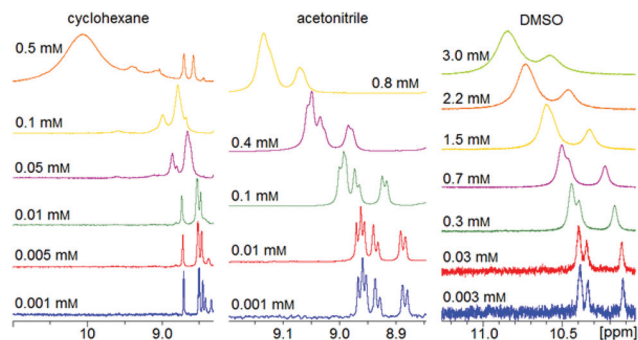 cyclohexane
0.5 mM
0.1 mM
0.05 mM
0.01 mM
0.005 mM
0.001 mM
10 9.0
acetonitrile
0.8 mM
0.4 mM
0.1 mM
0.01 mM
0.001 mM
9.1 9.0 8.9
DMSO
3.0 mM
2.2 mM
1.5 mM
0.7 mM
0.3 mM
0.03 mM
0.003 mM
11.0 10.5 [ppm]